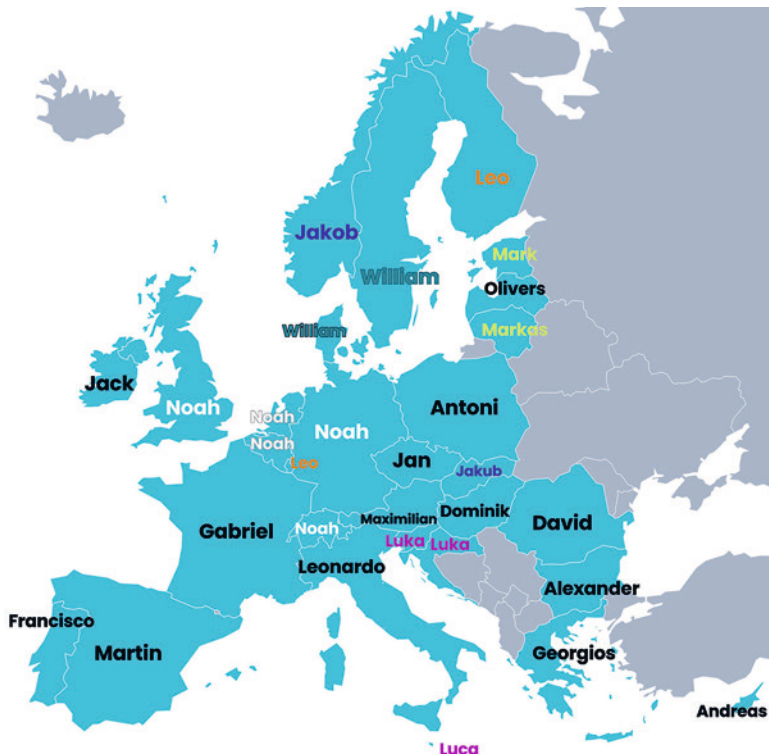 Leo
Jakob
Mark
William
Olivers
William
Markas
Jack
Noah
Antoni
Noah
Noah
Noah
Leo
Jan
Jakub
Gabriel
Noah
Maximilian
Dominik
David
Luka
Luka
Leonardo
Alexander
Francisco
Martin
Georgios
Andreas
Luca